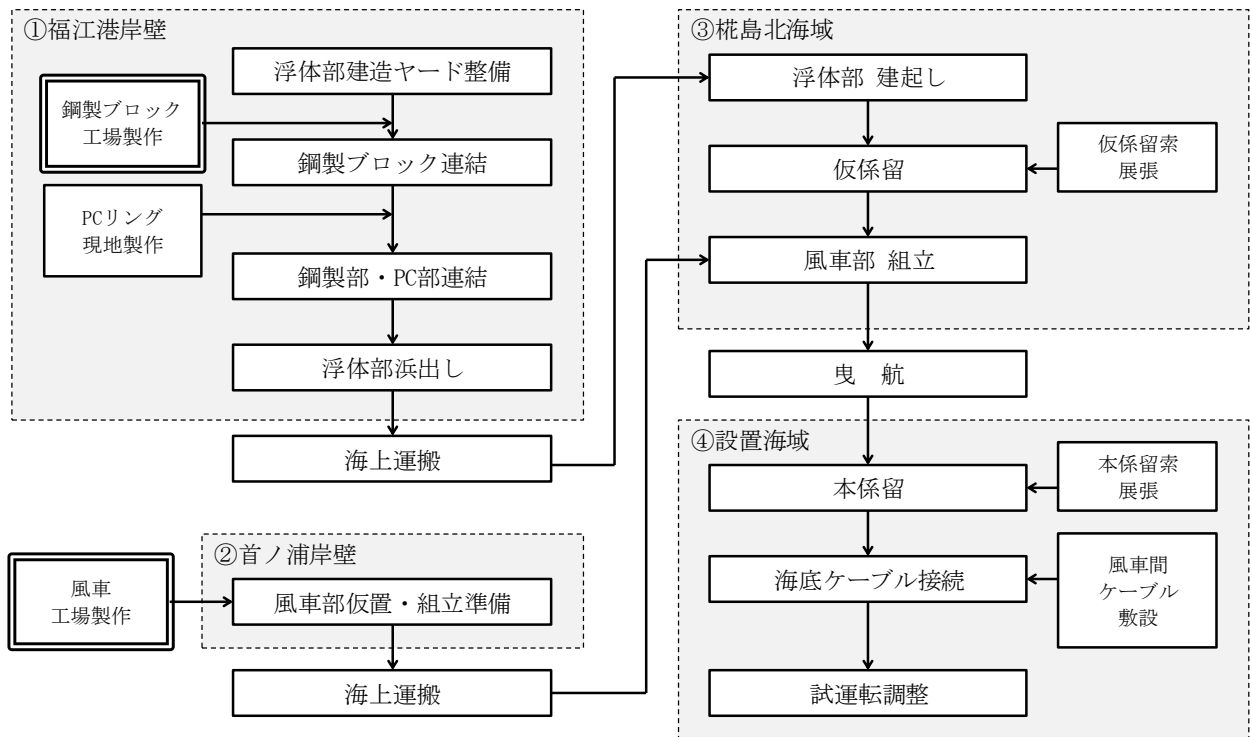 ①福江港岸壁
浮体部建造ヤード整備
鋼製ブロック
工場製作
鋼製ブロック連結
PCリング
現地製作
鋼製部・PC部連結
浮体部浜出し
海上運搬
②首ノ浦岸壁
風車
工場製作
風車部仮置・組立準備
海上運搬
③椛島北海域
浮体部 建起し
仮係留
仮係留索
展張
風車部 組立
曳 航
④設置海域
本係留
本係留索
展張
海底ケーブル接続
風車間
ケーブル
敷設
試運転調整